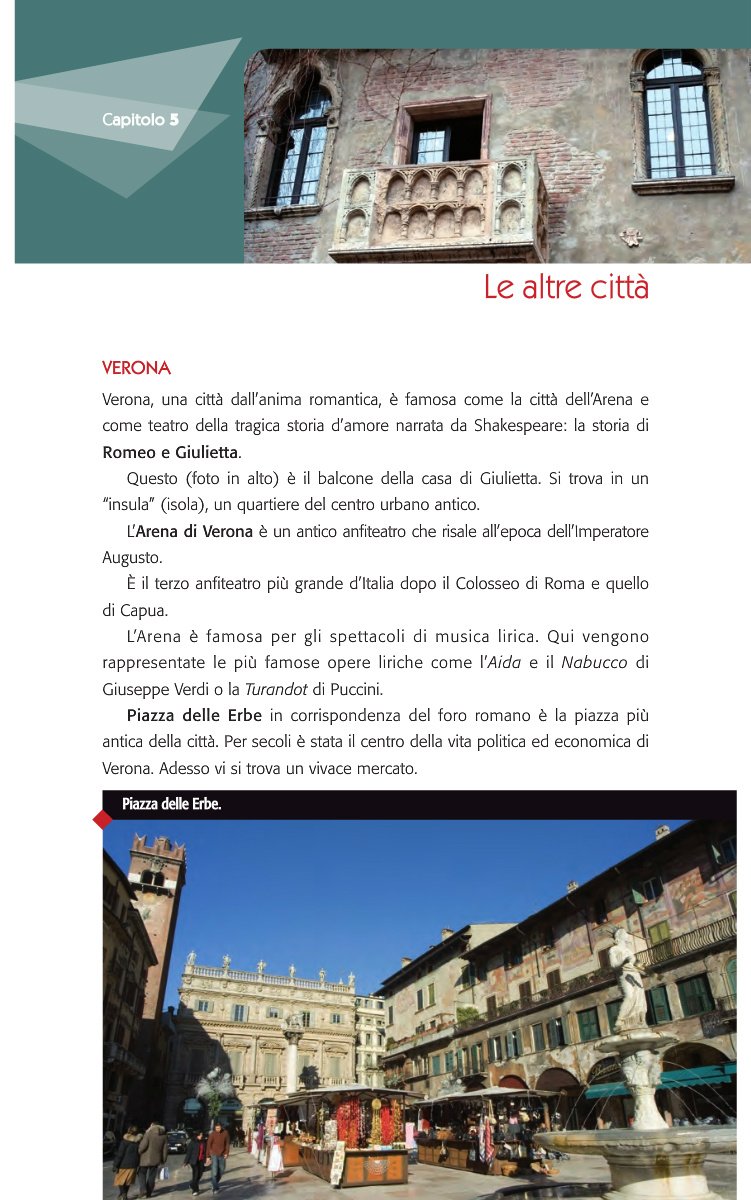 Capitolo 5
Le altre città
VERONA
Verona, una città dall'anima romantica, è famosa come la città dell'Arena e
come teatro della tragica storia d'amore narrata da Shakespeare: la storia di
Romeo e Giulietta.
Questo (foto in alto) è il balcone della casa di Giulietta. Si trova in un
“insula” (isola), un quartiere del centro urbano antico.
L'Arena di Verona è un antico anfiteatro che risale all'epoca dell'Imperatore
Augusto.
È il terzo anfiteatro più grande d'Italia dopo il Colosseo di Roma e quello
di Capua.
L'Arena è famosa per gli spettacoli di musica lirica. Qui vengono
rappresentate le più famose opere liriche come l'Aida e il Nabucco di
Giuseppe Verdi o la Turandot di Puccini.
Piazza delle Erbe in corrispondenza del foro romano è la piazza più
antica della città. Per secoli è stata il centro della vita politica ed economica di
Verona. Adesso vi si trova un vivace mercato.
Piazza delle Erbe.